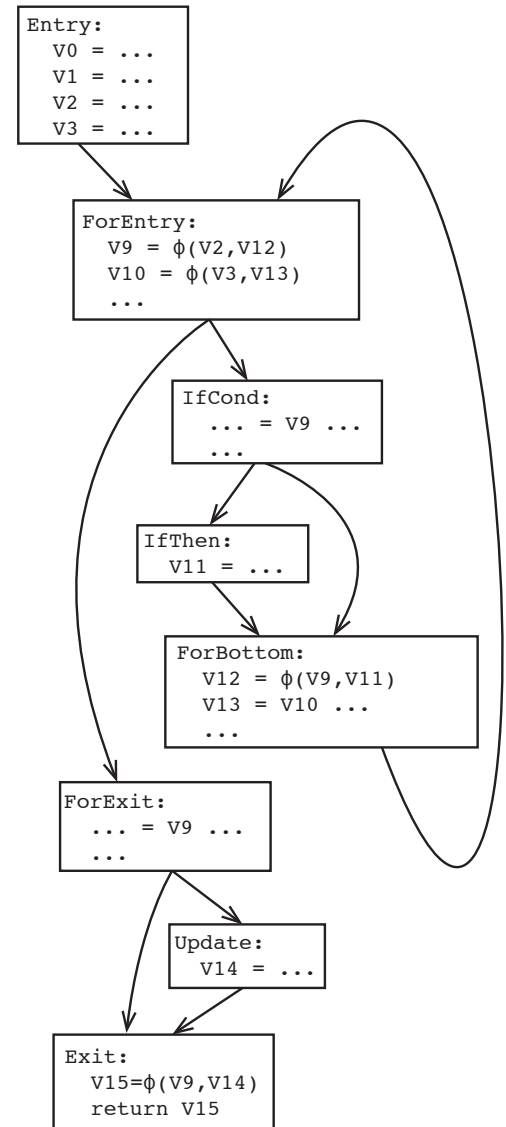 Entry:
V0 = ...
V1 = ...
V2 = ...
V3 = ...
ForEntry:
V9 = ϕ(V2,V12)
V10 = ϕ(V3,V13)
...
IfCond:
... = V9 ...
...
IfThen:
V11 = ...
ForBottom:
V12 = ϕ(V9,V11)
V13 = V10 ...
...
ForExit:
... = V9 ...
...
Update:
V14 = ...
Exit:
V15=ϕ(V9,V14)
return V15